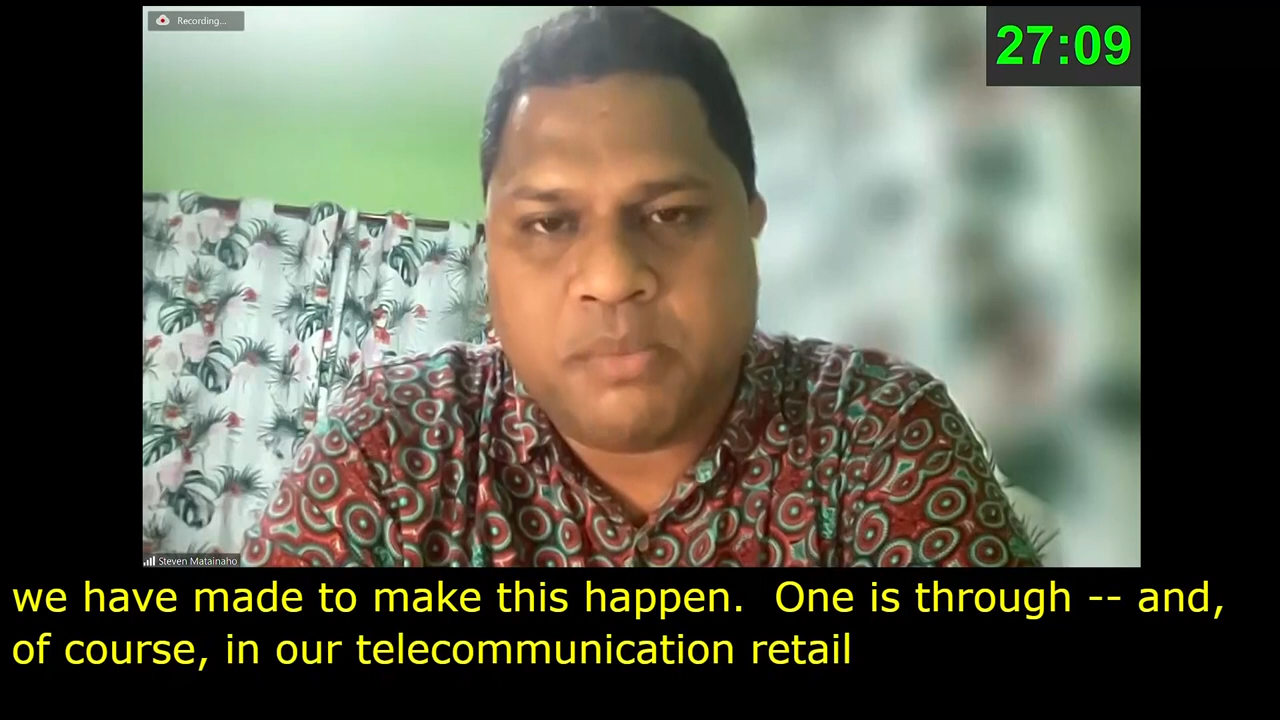 Recording...
27:09
Steven Matainaho
we have made to make this happen.  One is through -- and,
of course, in our telecommunication retail